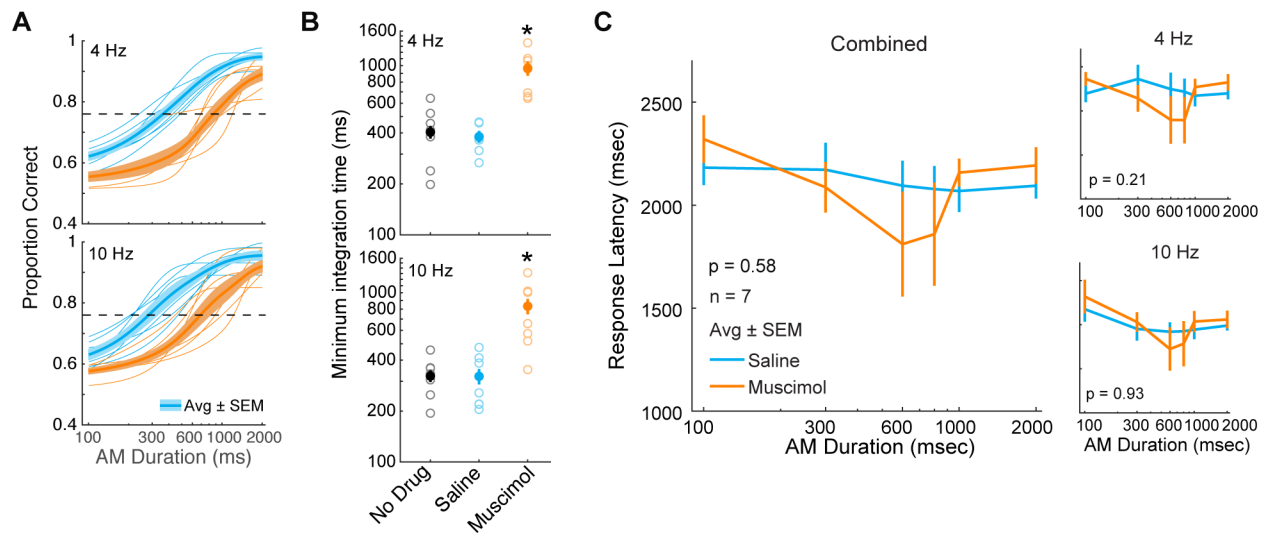 A
4 Hz
1
0.8
0.6
0.4
10 Hz
1
0.8
0.6
0.4
Proportion Correct
Avg ± SEM
100 300 600 1000 2000
AM Duration (ms)
B
4 Hz
*
1600
1000
800
600
400
200
100
10 Hz
*
1600
1000
800
600
400
200
100
Minimum integration time (ms)
No Drug
Saline
Muscimol
C
Combined
2500
2000
1500
1000
Response Latency (msec)
p = 0.58
n = 7
Avg ± SEM
Saline
Muscimol
100 300 600 1000 2000
AM Duration (msec)
4 Hz
p = 0.21
100 300 600 1000 2000
10 Hz
p = 0.93
100 300 600 1000 2000
AM Duration (msec)